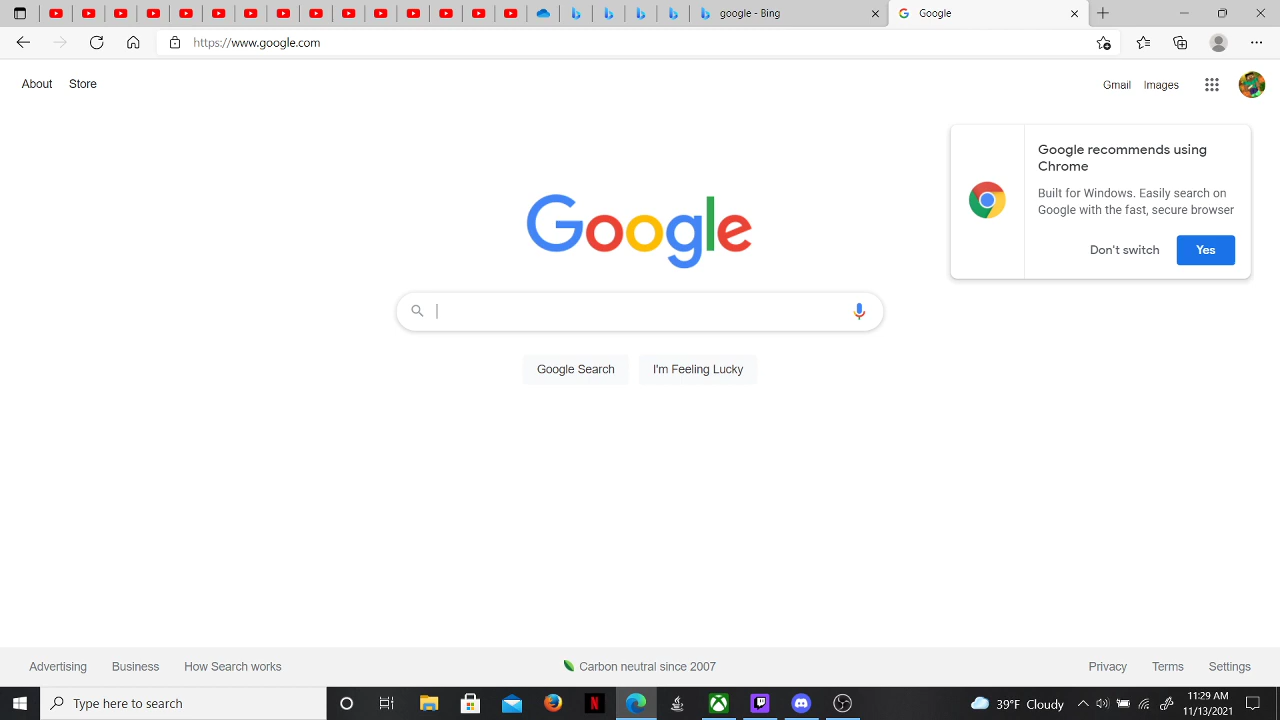 google - Bing
Google
https://www.google.com
About Store
Gmail Images
Google recommends using
Chrome
Built for Windows. Easily search on
Google with the fast, secure browser
Don't switch Yes
Google
Google Search I'm Feeling Lucky
Advertising Business How Search works
Carbon neutral since 2007
Privacy Terms Settings
Type here to search
39°F Cloudy
11:29 AM
11/13/2021